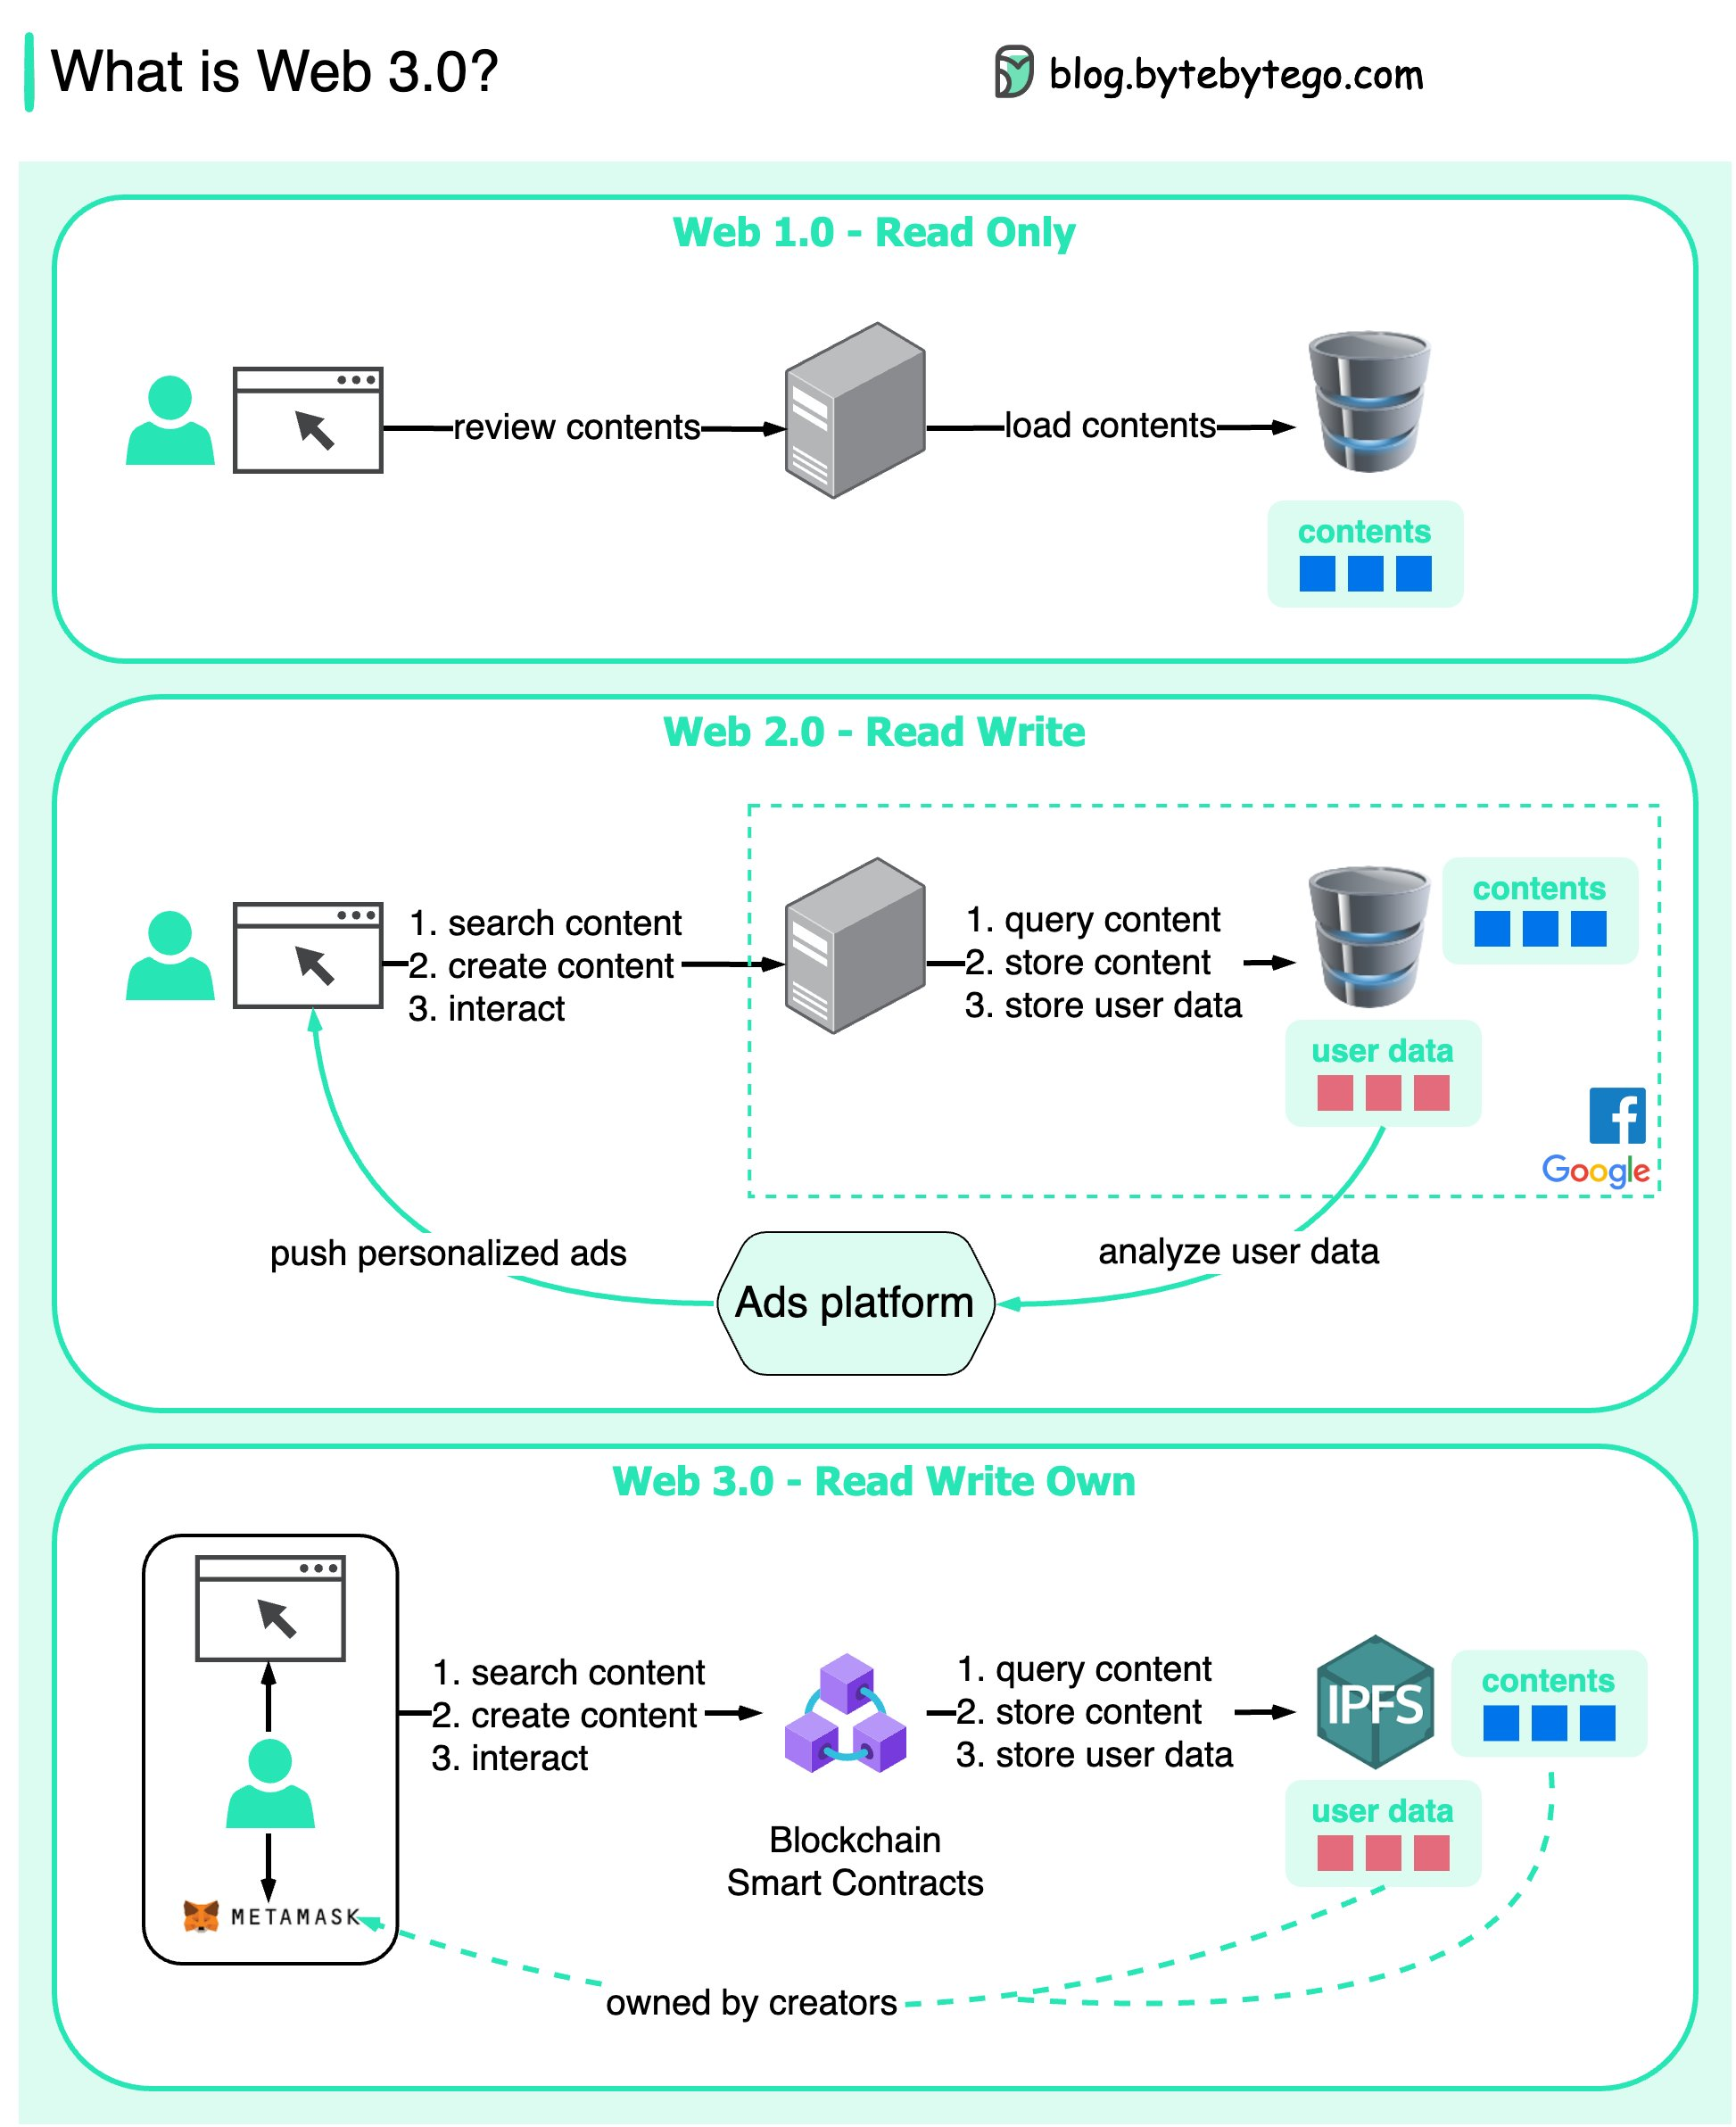 What is Web 3.0?
blog.bytebytego.com
Web 1.0 - Read Only
review contents
load contents
contents
Web 2.0 - Read Write
1. search content
2. create content
3. interact
1. query content
2. store content
3. store user data
contents
user data
f
Google
push personalized ads
analyze user data
Ads platform
Web 3.0 - Read Write Own
1. search content
2. create content
3. interact
1. query content
2. store content
3. store user data
IPFS
contents
user data
Blockchain
Smart Contracts
METAMASK
owned by creators